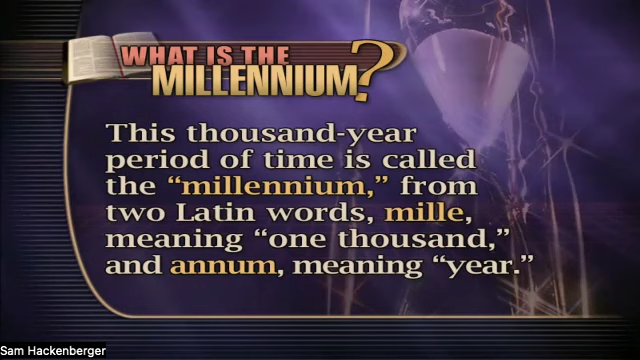 WHAT IS THE
MILLENNIUM?
This thousand-year
period of time is called
the “millennium,” from
two Latin words, mille,
meaning “one thousand,”
and annum, meaning “year.”
Sam Hackenberger